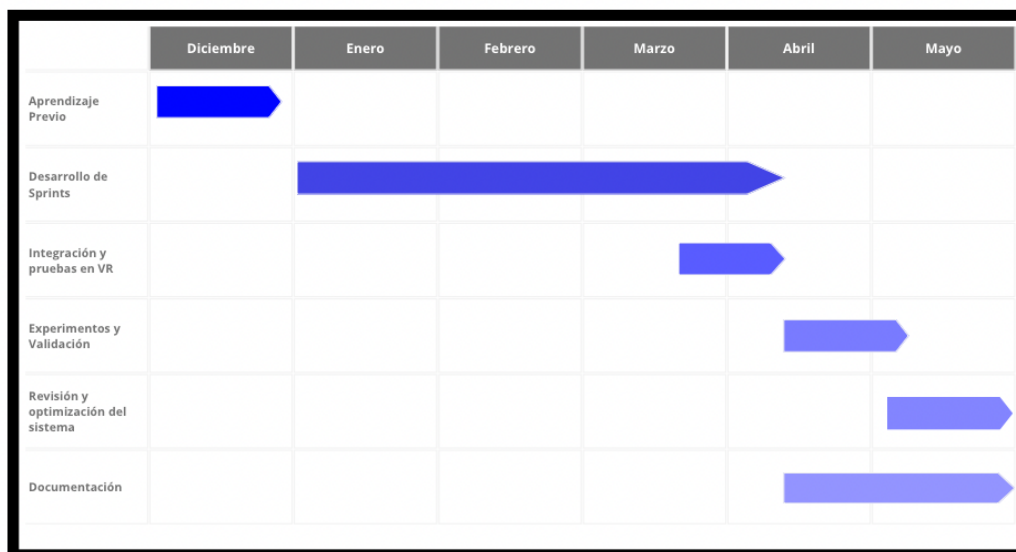 Diciembre Enero Febrero Marzo Abril Mayo
Aprendizaje
Previo
Desarrollo de
Sprints
Integración y
pruebas en VR
Experimentos y
Validación
Revisión y
optimización del
sistema
Documentación